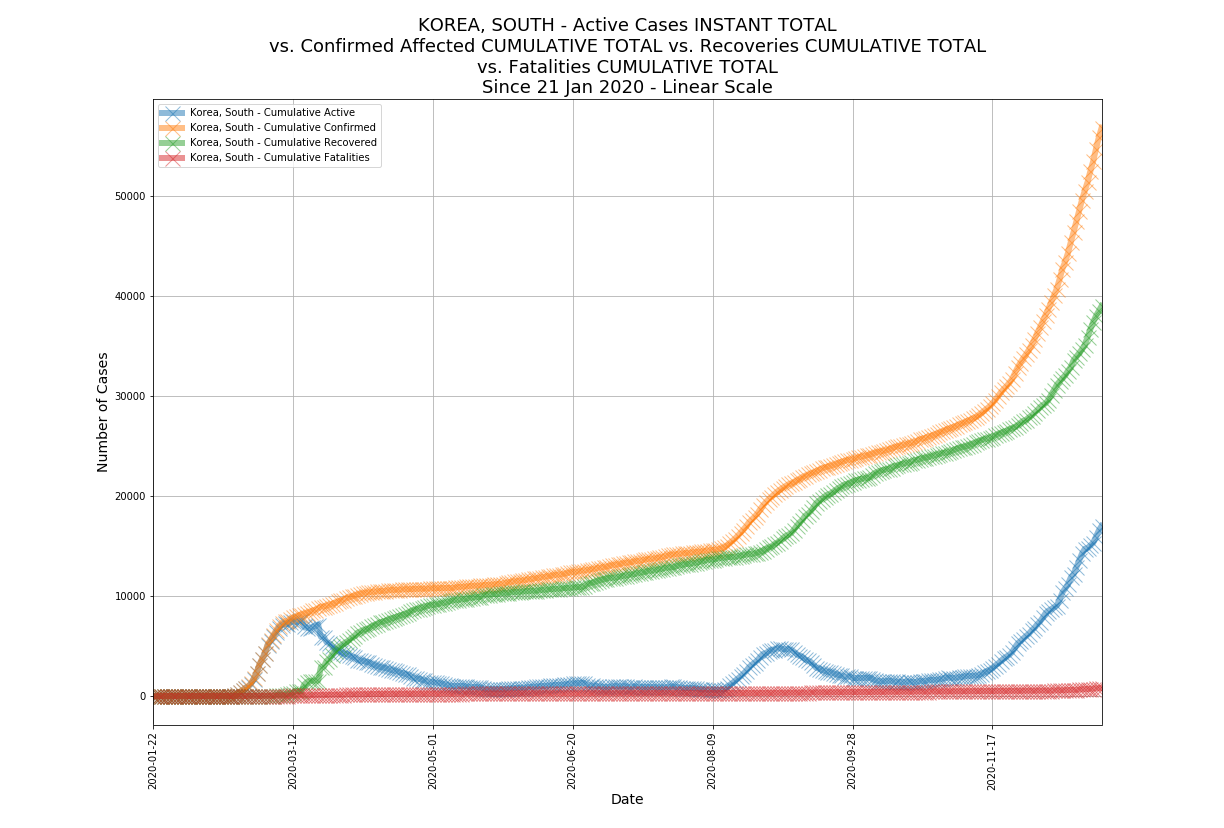 KOREA, SOUTH - Active Cases INSTANT TOTAL
vs. Confirmed Affected CUMULATIVE TOTAL vs. Recoveries CUMULATIVE TOTAL
vs. Fatalities CUMULATIVE TOTAL
Since 21 Jan 2020 - Linear Scale
Korea, South - Cumulative Active
Korea, South - Cumulative Confirmed
Korea, South - Cumulative Recovered
Korea, South - Cumulative Fatalities
Number of Cases
50000
40000
30000
20000
10000
0
2020-01-22
2020-03-12
2020-05-01
2020-06-20
2020-08-09
2020-09-28
2020-11-17
Date